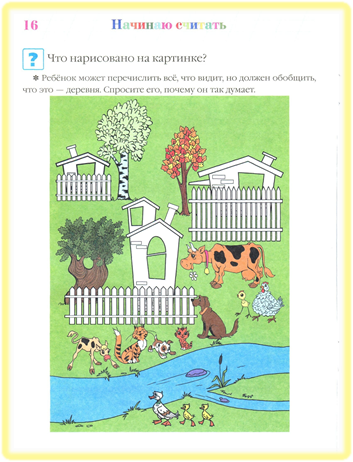 16 Начинаю считать
? Что нарисовано на картинке?
✱ Ребёнок может перечислить всё, что видит, но должен обобщить,
что это — деревня. Спросите его, почему он так думает.